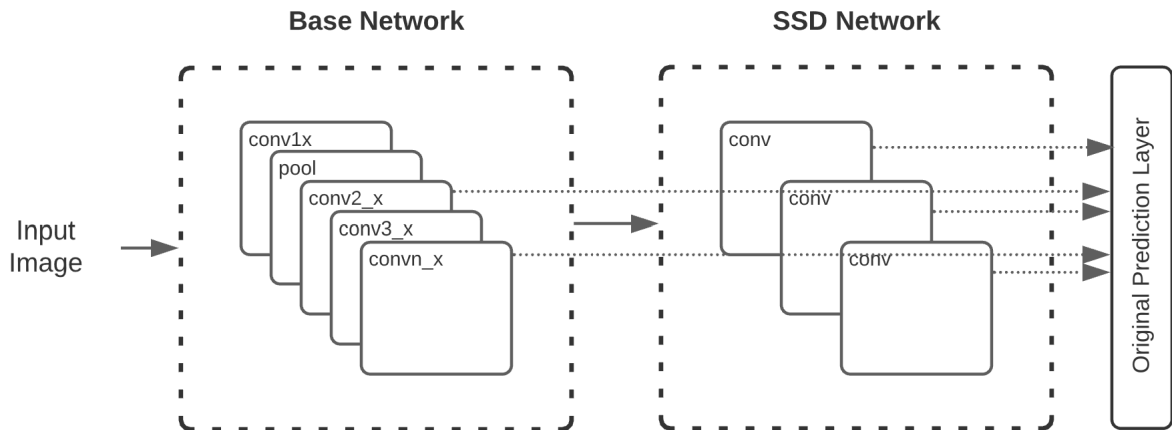 Base Network
SSD Network
conv1x
pool
conv2_x
conv3_x
convn_x
conv
conv
conv
Input
Image
Original Prediction Layer